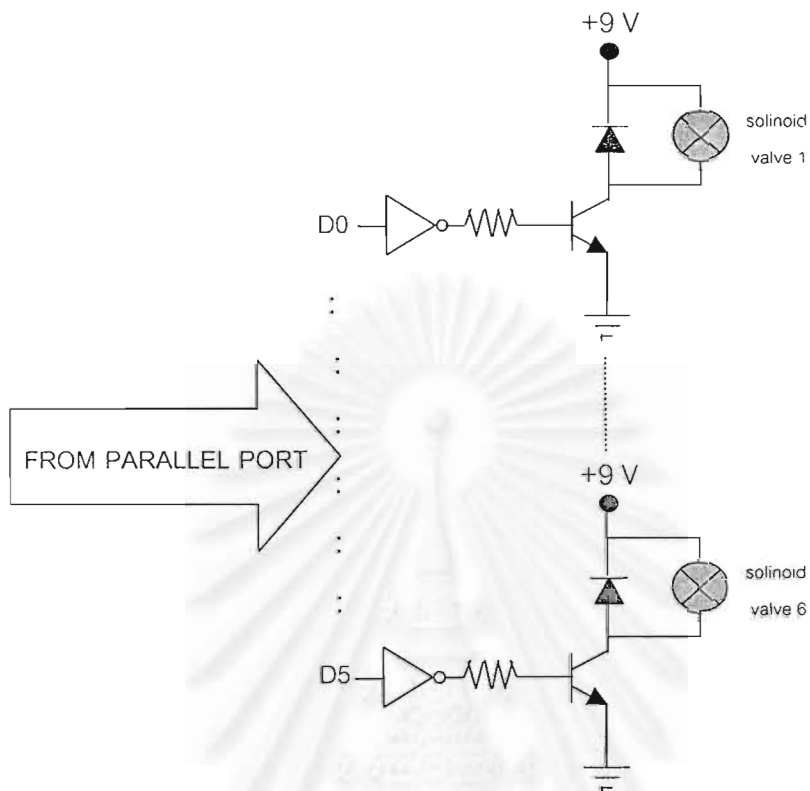 +9 V
solinoid
valve 1
D0
FROM PARALLEL PORT
+9 V
solinoid
valve 6
D5